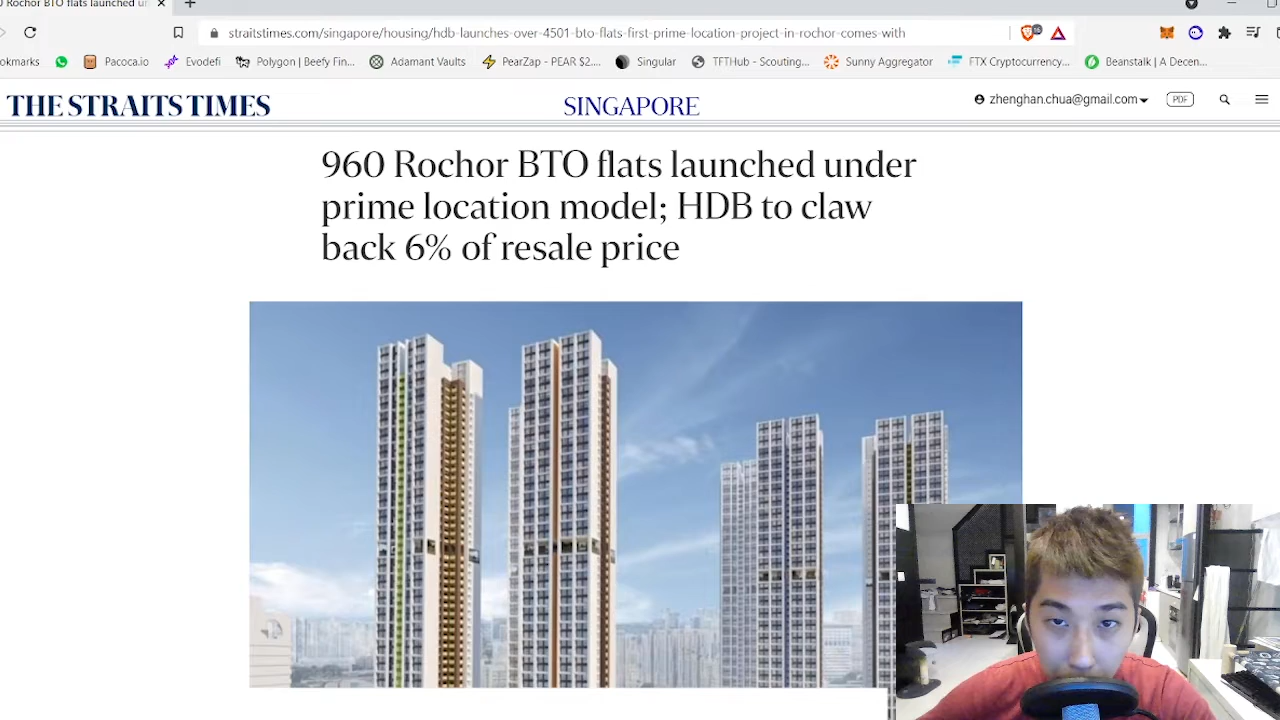 0 Rochor BTO flats launched un
straitstimes.com/singapore/housing/hdb-launches-over-4501-bto-flats-first-prime-location-project-in-rochor-comes-with
okmarks Pacoca.io Evodefi Polygon | Beefy Fin... Adamant Vaults PearZap - PEAR $2.... Singular TFTHub - Scouting... Sunny Aggregator FTX Cryptocurrency... Beanstalk | A Decen...
THE STRAITS TIMES SINGAPORE zhenghan.chua@gmail.com PDF
960 Rochor BTO flats launched under
prime location model; HDB to claw
back 6% of resale price